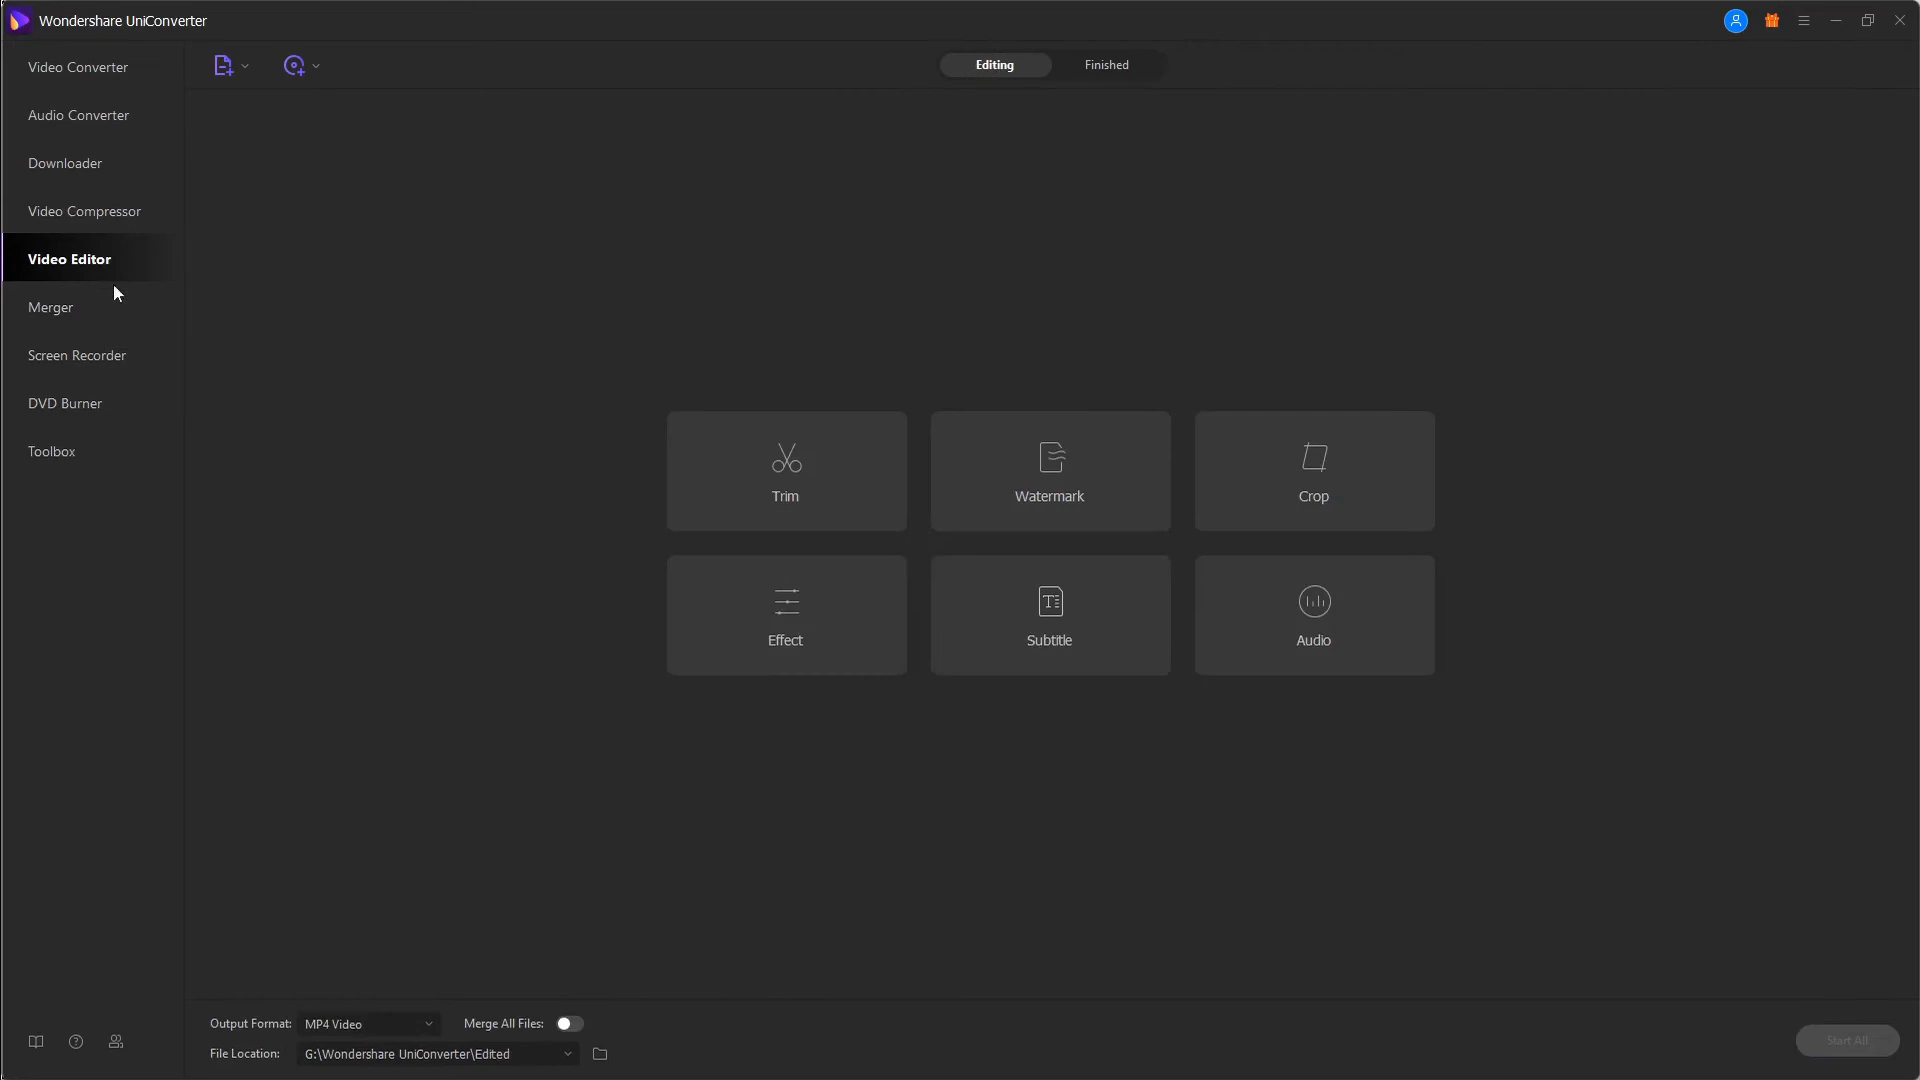 Wondershare UniConverter
Video Converter
Audio Converter
Downloader
Video Compressor
Video Editor
Merger
Screen Recorder
DVD Burner
Toolbox
Editing
Finished
Trim
Watermark
Crop
Effect
Subtitle
Audio
Output Format: MP4 Video
Merge All Files:
File Location: G:\Wondershare UniConverter\Edited
Start All